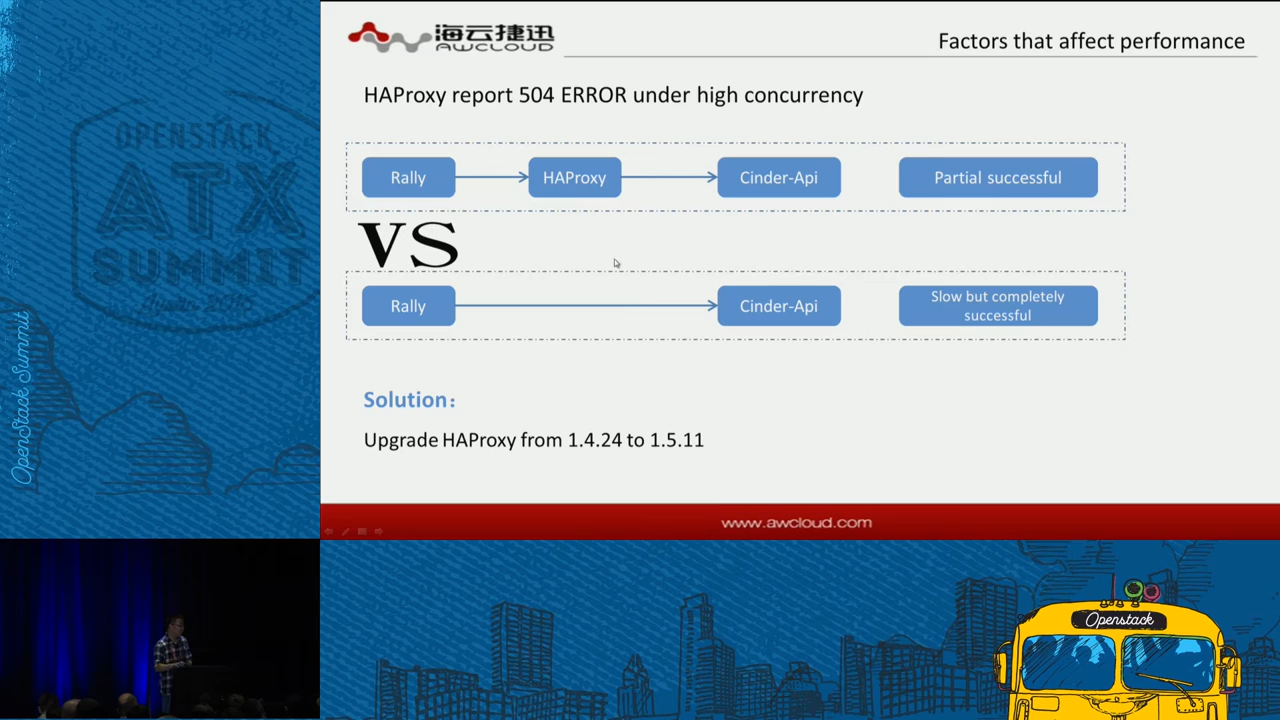 OPENSTACK
ATX
SUMMIT
Austin 2016
OpenStack Summit
海云捷迅
AWCLOUD
Factors that affect performance
HAProxy report 504 ERROR under high concurrency
Rally
HAProxy
Cinder-Api
Partial successful
VS
Rally
Cinder-Api
Slow but completely
successful
Solution：
Upgrade HAProxy from 1.4.24 to 1.5.11
www.awcloud.com
Openstack